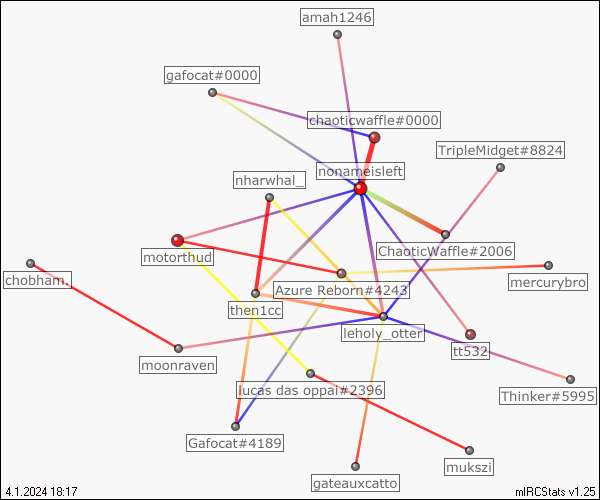 amah1246
gafocat#0000
chaoticwaffle#0000
TripleMidget#8824
nonameisleft
nharwhal_
ChaoticWaffle#2006
motorthud
chobham.
mercurybro
Azure Reborn#4243
then1cc
leholy_otter
tt532
moonraven
lucas das oppai#2396
Thinker#5995
Gafocat#4189
mukszi
gateauxcatto
4.1.2024 18:17
mIRCStats v1.25